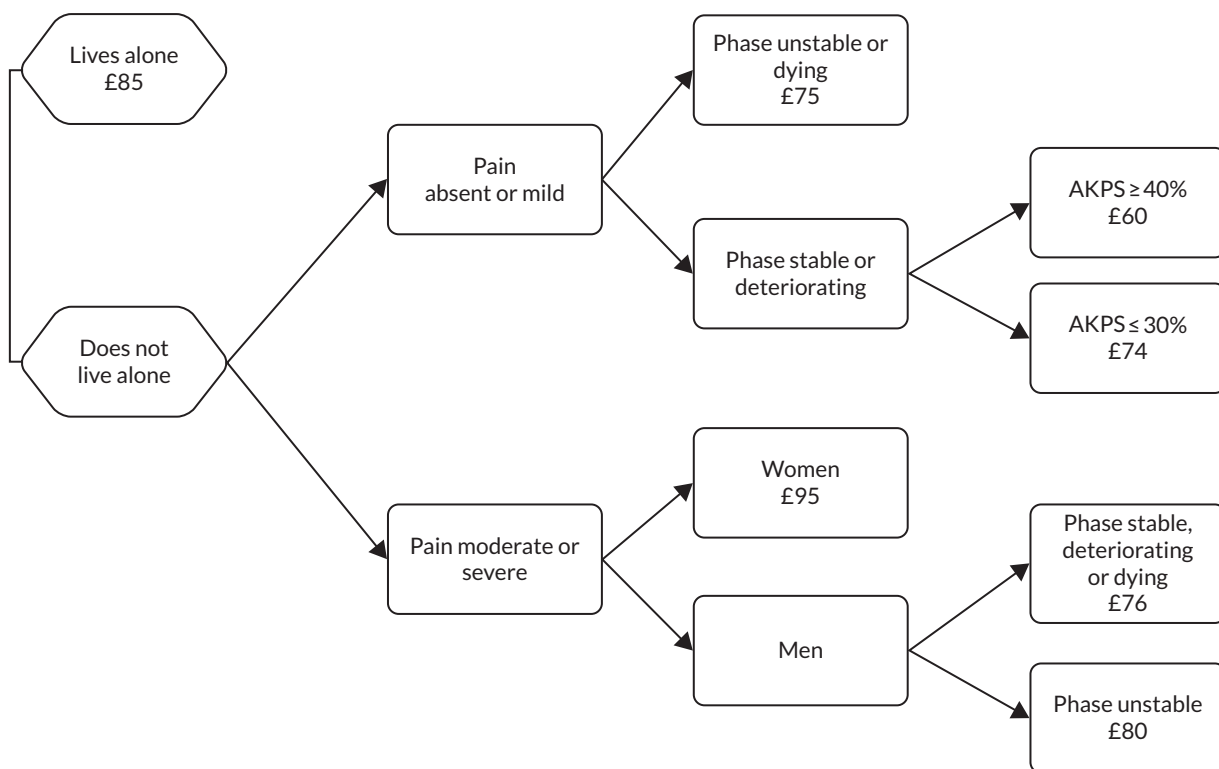 Lives alone
£85
Does not
live alone
Pain
absent or mild
Pain moderate or
severe
Phase unstable or
dying
£75
Phase stable or
deteriorating
Women
£95
Men
AKPS ≥ 40%
£60
AKPS ≤ 30%
£74
Phase stable,
deteriorating
or dying
£76
Phase unstable
£80